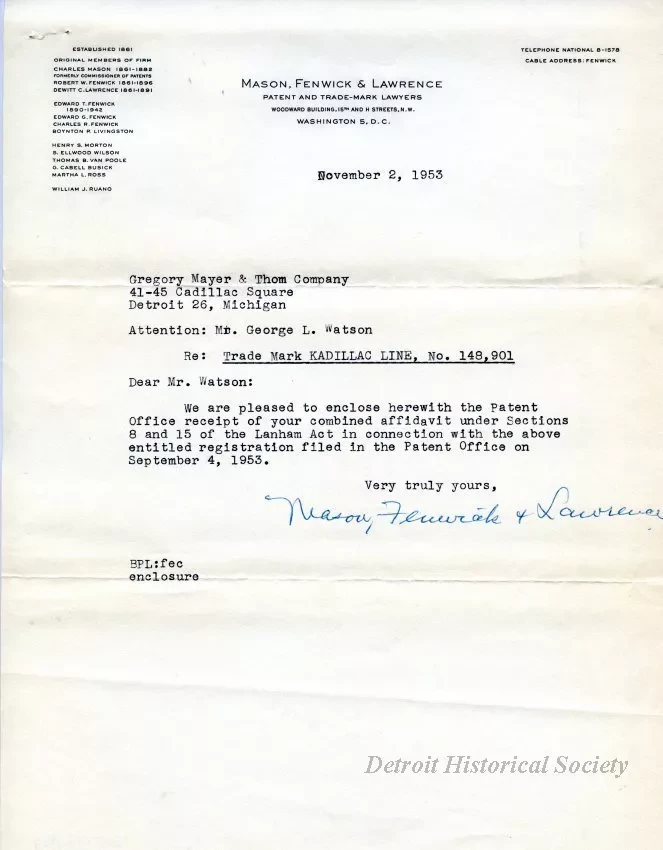 ESTABLISHED 1861
ORIGINAL MEMBERS OF FIRM
CHARLES MASON 1861-1882
FORMERLY COMMISSIONER OF PATENTS
ROBERT W. FENWICK 1861-1896
DEWITT C. LAWRENCE 1861-1891
EDWARD T. FENWICK
1890-1942
EDWARD G. FENWICK
CHARLES R. FENWICK
BOYNTON P. LIVINGSTON
HENRY S. MORTON
S. ELLWOOD WILSON
THOMAS B. VAN POOLE
O. CABELL BUSICK
MARTHA L. ROSS
WILLIAM J. RUANO
TELEPHONE NATIONAL 8-1578
CABLE ADDRESS: FENWICK
MASON, FENWICK & LAWRENCE
PATENT AND TRADE-MARK LAWYERS
WOODWARD BUILDING, 15TH AND H STREETS, N.W.
WASHINGTON 5, D.C.
November 2, 1953
Gregory Mayer & Thom Company
41-45 Cadillac Square
Detroit 26, Michigan
Attention: Mr. George L. Watson
Re: Trade Mark KADILLAC LINE, No. 148,901
Dear Mr. Watson:
We are pleased to enclose herewith the Patent
Office receipt of your combined affidavit under Sections
8 and 15 of the Lanham Act in connection with the above
entitled registration filed in the Patent Office on
September 4, 1953.
Very truly yours,
Mason, Fenwick & Lawrence
BPL:fec
enclosure
Detroit Historical Society